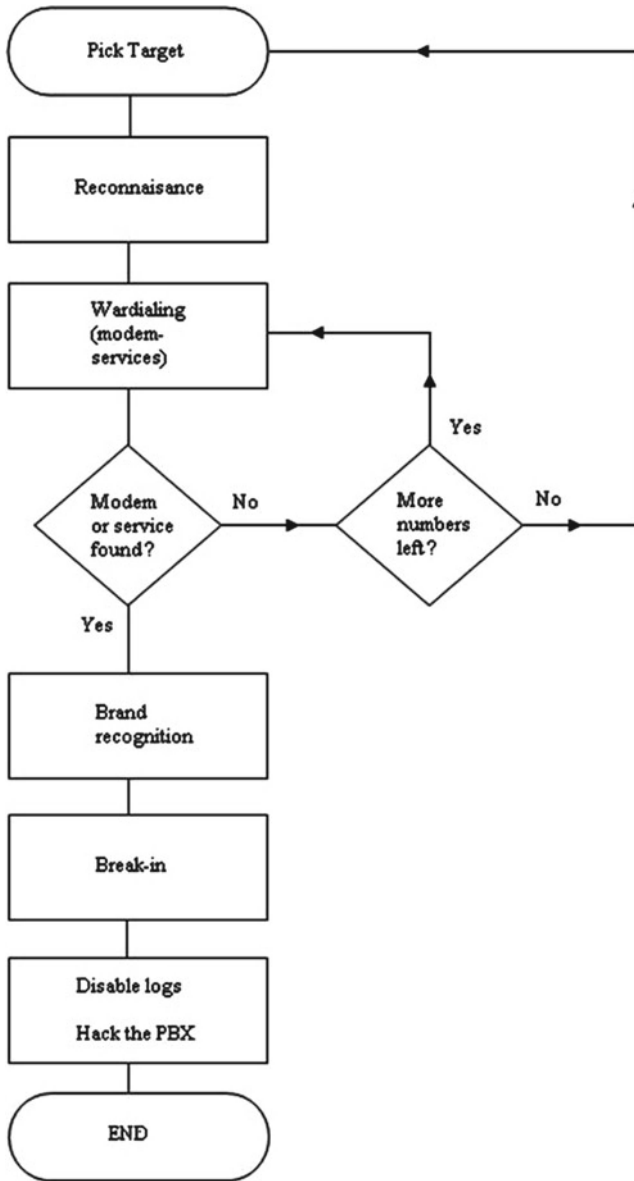 Pick Target
Reconnaisance
Wardialing
(modem-
services)
Yes
Modem
or service
found?
No
More
numbers
left?
No
Yes
Brand
recognition
Break-in
Disable logs
Hack the PBX
END